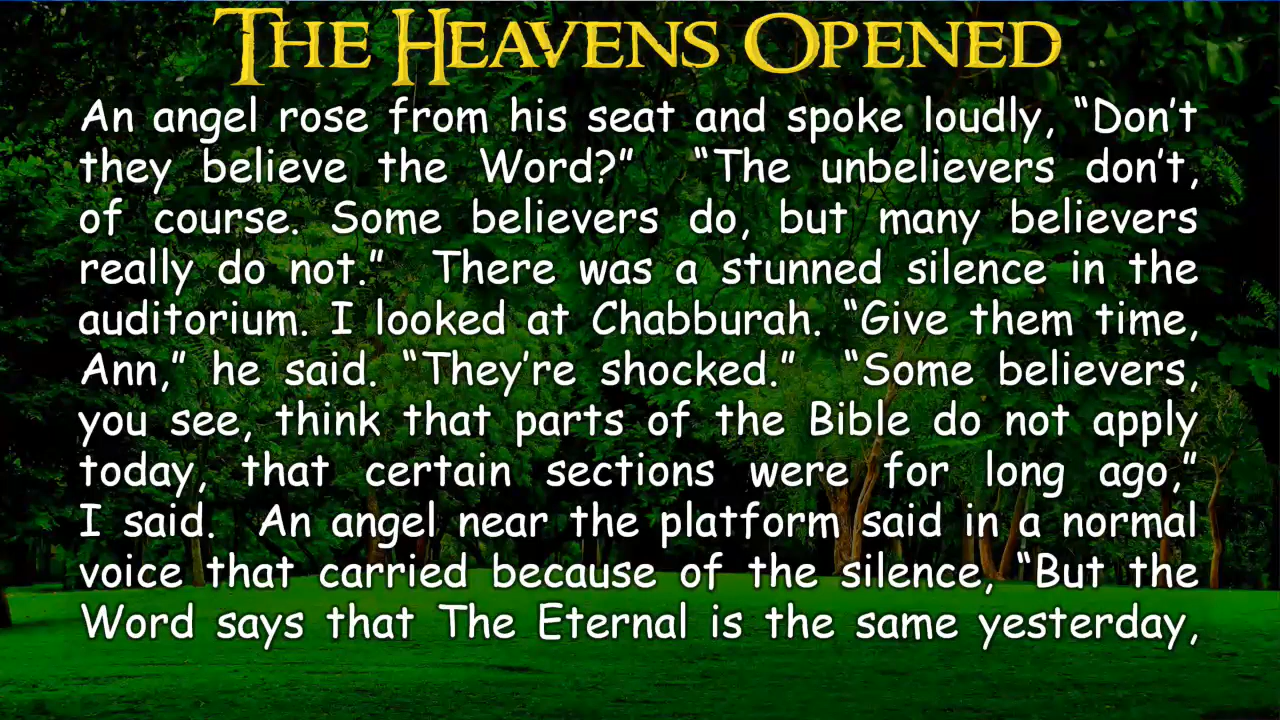 THE HEAVENS OPENED
An angel rose from his seat and spoke loudly, “Don’t
they believe the Word?” “The unbelievers don’t,
of course. Some believers do, but many believers
really do not.” There was a stunned silence in the
auditorium. I looked at Chabburah. “Give them time,
Ann,” he said. “They’re shocked.” “Some believers,
you see, think that parts of the Bible do not apply
today, that certain sections were for long ago,”
I said. An angel near the platform said in a normal
voice that carried because of the silence, “But the
Word says that The Eternal is the same yesterday,